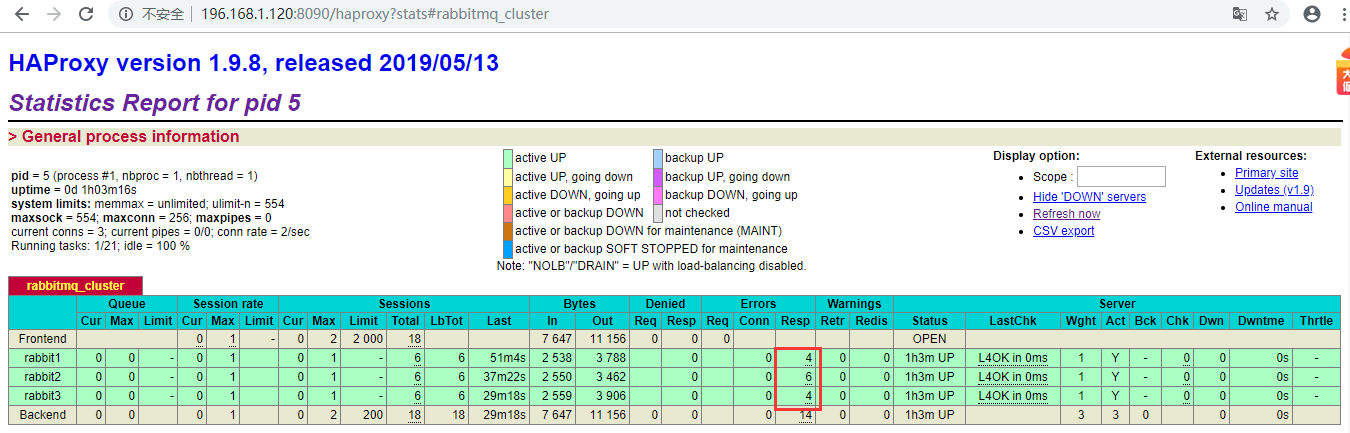 不安全 196.168.1.120:8090/haproxy?stats#rabbitmq_cluster
HAProxy version 1.9.8, released 2019/05/13
Statistics Report for pid 5
> General process information
pid = 5 (process #1, nbproc = 1, nbthread = 1)
uptime = 0d 1h03m16s
system limits: memmax = unlimited; ulimit-n = 554
maxsock = 554; maxconn = 256; maxpipes = 0
current conns = 3; current pipes = 0/0; conn rate = 2/sec
Running tasks: 1/21; idle = 100 %
active UP backup UP
active UP, going down backup UP, going down
active DOWN, going up backup DOWN, going up
active or backup DOWN not checked
active or backup DOWN for maintenance (MAINT)
active or backup SOFT STOPPED for maintenance
Note: "NOLB"/"DRAIN" = UP with load-balancing disabled.
Display option:
Scope :
Hide 'DOWN' servers
Refresh now
CSV export
External resources:
Primary site
Updates (v1.9)
Online manual
rabbitmq_cluster
Queue Session rate Sessions Bytes Denied Errors Warnings Server
Cur Max Limit Cur Max Limit Cur Max Limit Total LbTot Last In Out Req Resp Req Conn Resp Retr Redis Status LastChk Wght Act Bck Chk Dwn Dwntme Thrtle
Frontend 0 1 - 0 2 2 000 18 7 647 11 156 0 0 0 OPEN
rabbit1 0 0 - 0 1 0 1 - 6 6 51m4s 2 538 3 788 0 0 4 0 0 1h3m UP L4OK in 0ms 1 Y - 0 0 0s -
rabbit2 0 0 - 0 1 0 1 - 6 6 37m22s 2 550 3 462 0 0 6 0 0 1h3m UP L4OK in 0ms 1 Y - 0 0 0s -
rabbit3 0 0 - 0 1 0 1 - 6 6 29m18s 2 559 3 906 0 0 4 0 0 1h3m UP L4OK in 0ms 1 Y - 0 0 0s -
Backend 0 0 0 1 0 2 200 18 18 29m18s 7 647 11 156 0 0 0 14 0 0 1h3m UP 3 3 0 0 0s